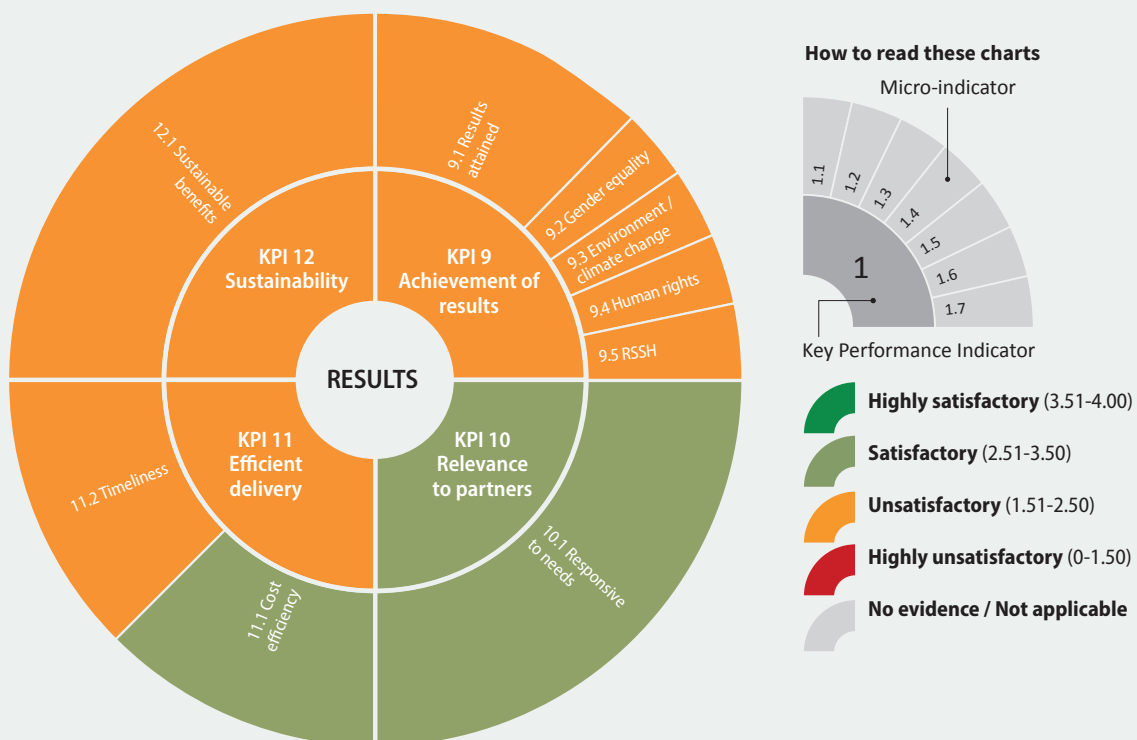 12.1 Sustainable
benefits
9.1 Results
attained
9.2 Gender equality
9.3 Environment /
climate change
9.4 Human rights
9.5 RSSH
KPI 12
Sustainability
KPI 9
Achievement of
results
RESULTS
KPI 11
Efficient
delivery
KPI 10
Relevance
to partners
11.2 Timeliness
11.1 Cost
efficiency
10.1 Responsive
to needs
How to read these charts
Micro-indicator
1.1
1.2
1.3
1.4
1.5
1.6
1.7
1
Key Performance Indicator
Highly satisfactory (3.51-4.00)
Satisfactory (2.51-3.50)
Unsatisfactory (1.51-2.50)
Highly unsatisfactory (0-1.50)
No evidence / Not applicable